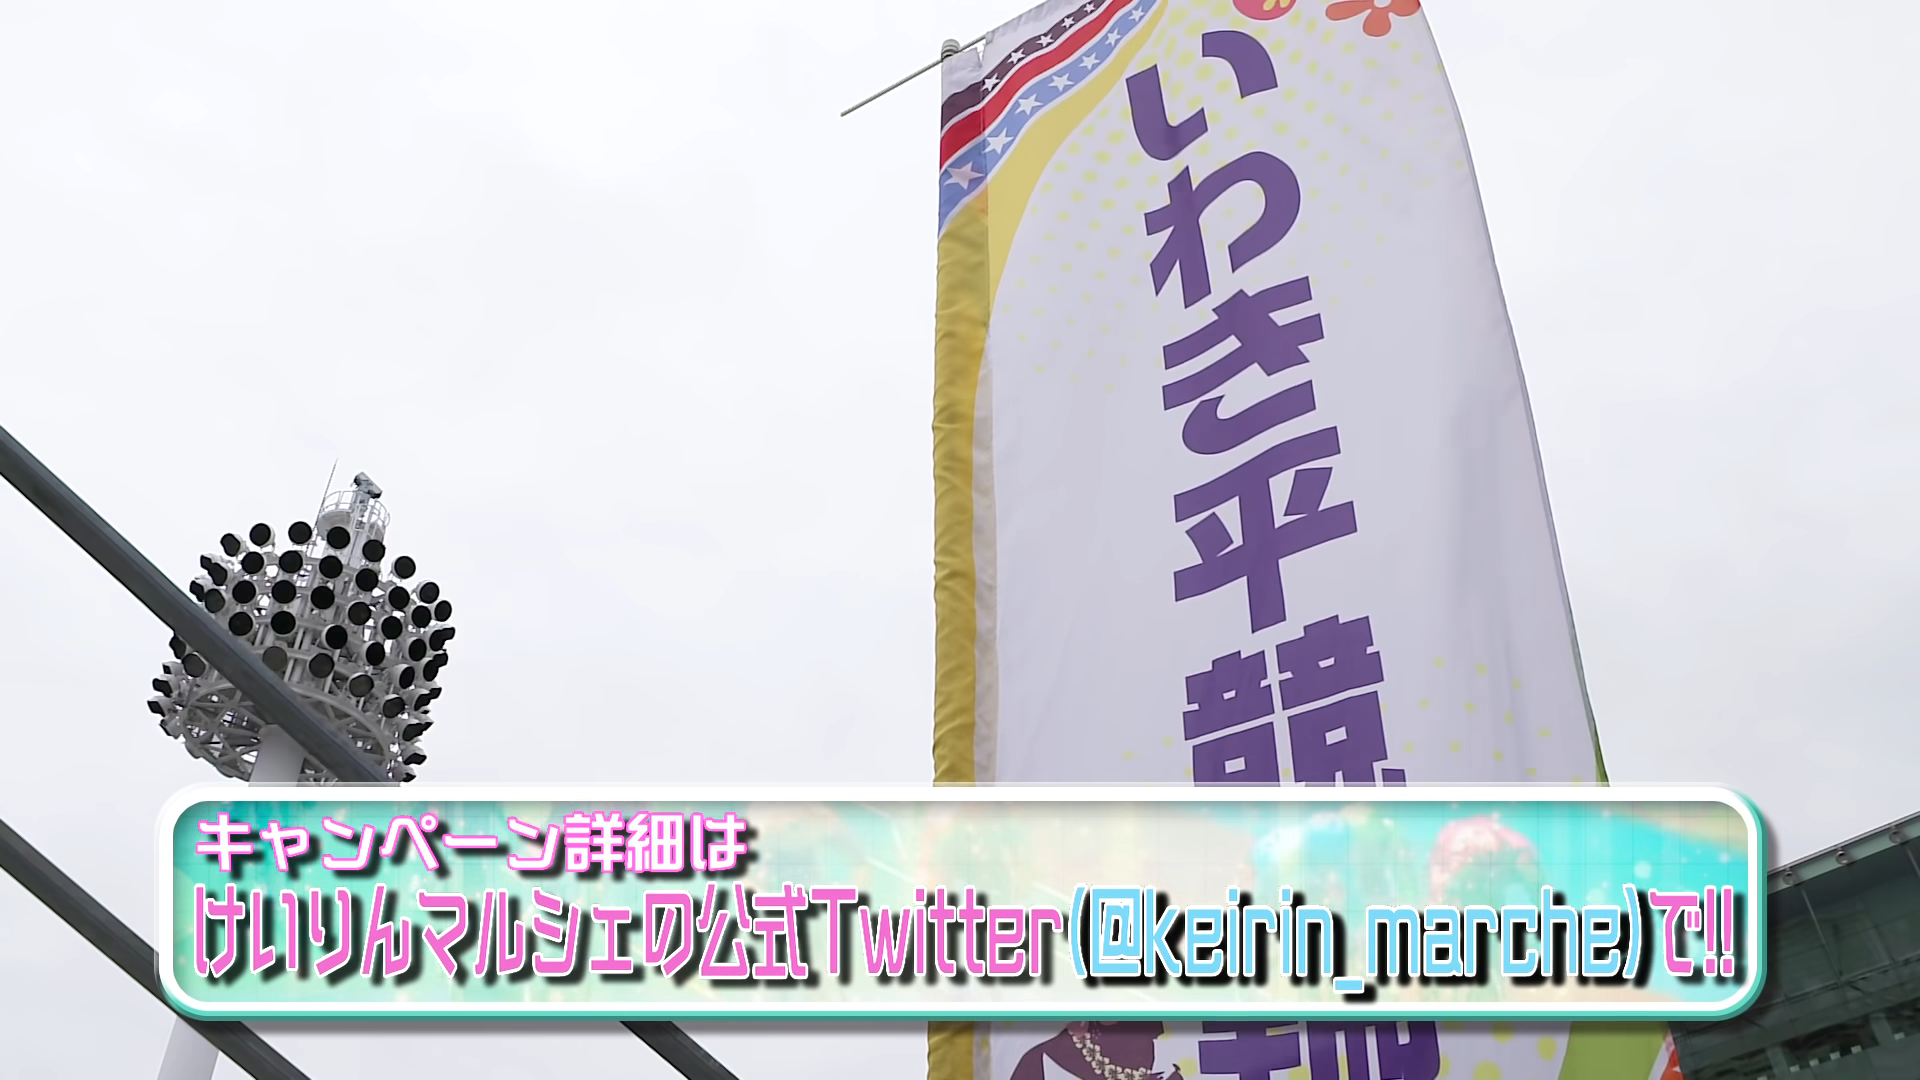 いわき平競輪
キャンペーン詳細は
けいりんマルシェの公式Twitter(@keirin_marche)で!!